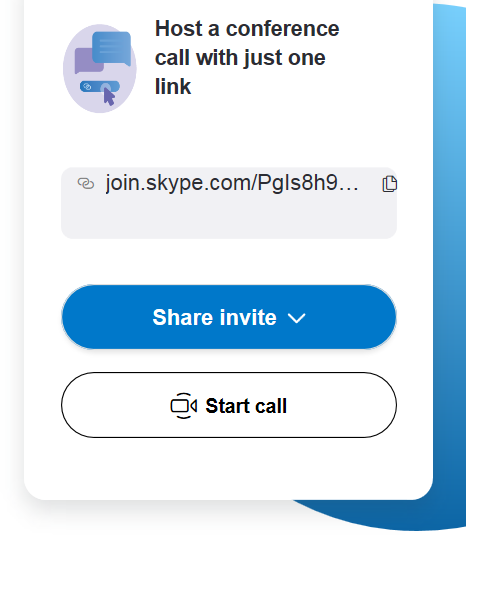 Host a conference
call with just one
link
join.skype.com/PgIs8h9…
Share invite
Start call